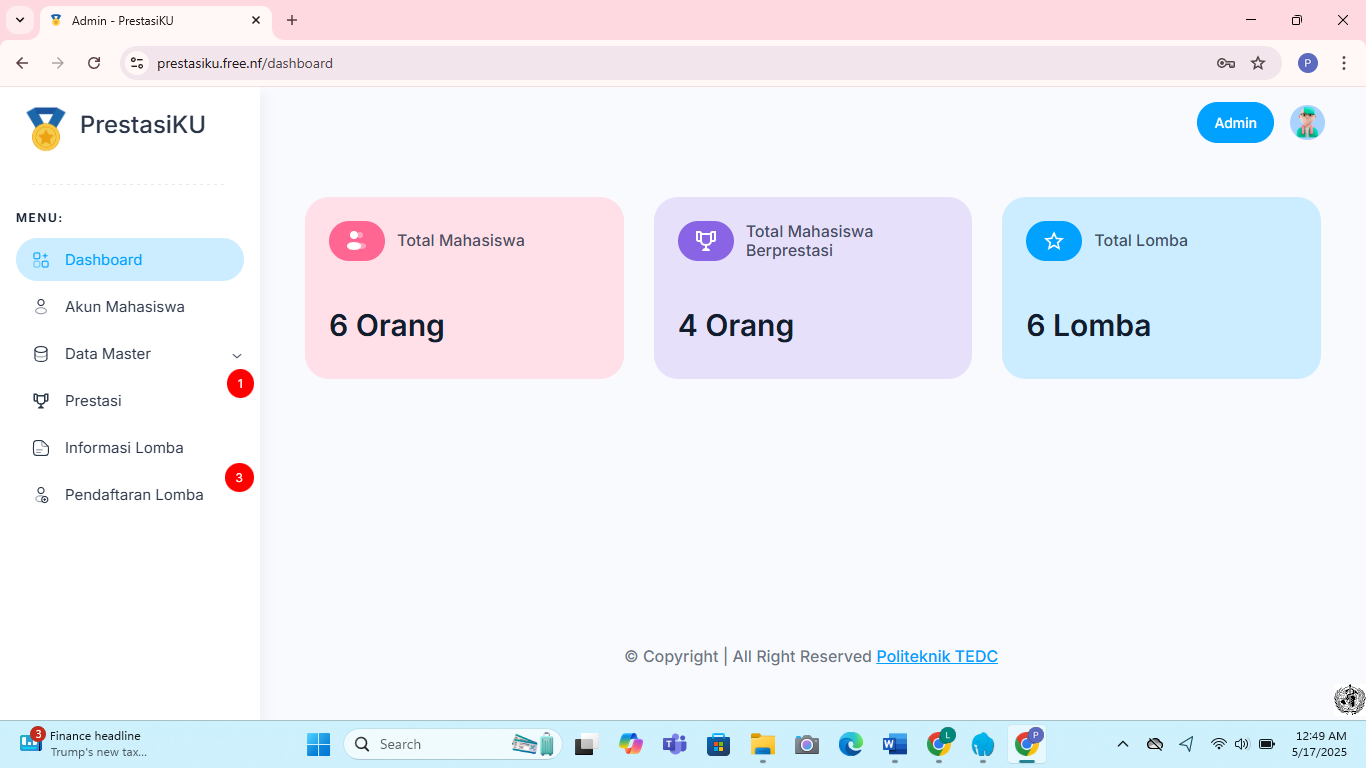 Admin - PrestasiKU
prestasiku.free.nf/dashboard
P
PrestasiKU
Admin
MENU:
Dashboard
Akun Mahasiswa
Data Master
1
Prestasi
Informasi Lomba
3
Pendaftaran Lomba
Total Mahasiswa
6 Orang
Total Mahasiswa
Berprestasi
4 Orang
Total Lomba
6 Lomba
© Copyright | All Right Reserved Politeknik TEDC
3
Finance headline
Trump's new tax...
Search
L
P
12:49 AM
5/17/2025